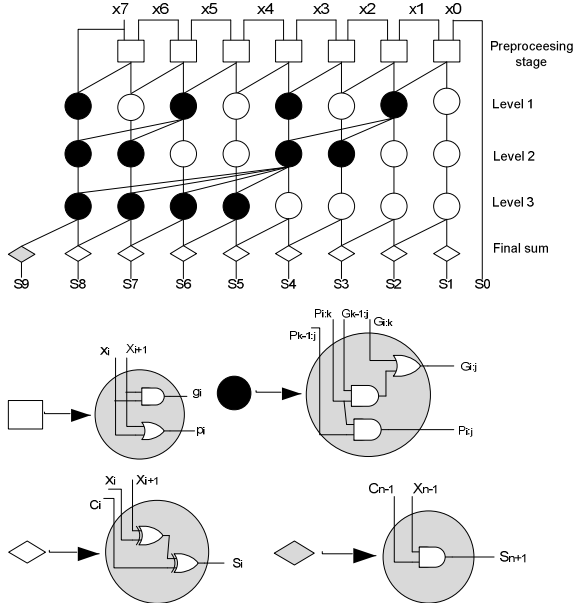 x7 x6 x5 x4 x3 x2 x1 x0
Preproceesing
stage
Level 1
Level 2
Level 3
Final sum
S9 S8 S7 S6 S5 S4 S3 S2 S1 S0
xi Xi+1
gi
pi
Pi:k Gk-1:j
Pk-1:j Gi:k
Gi:j
Pi:j
Xi Xi+1
Ci
Si
Cn-1 Xn-1
Sn+1